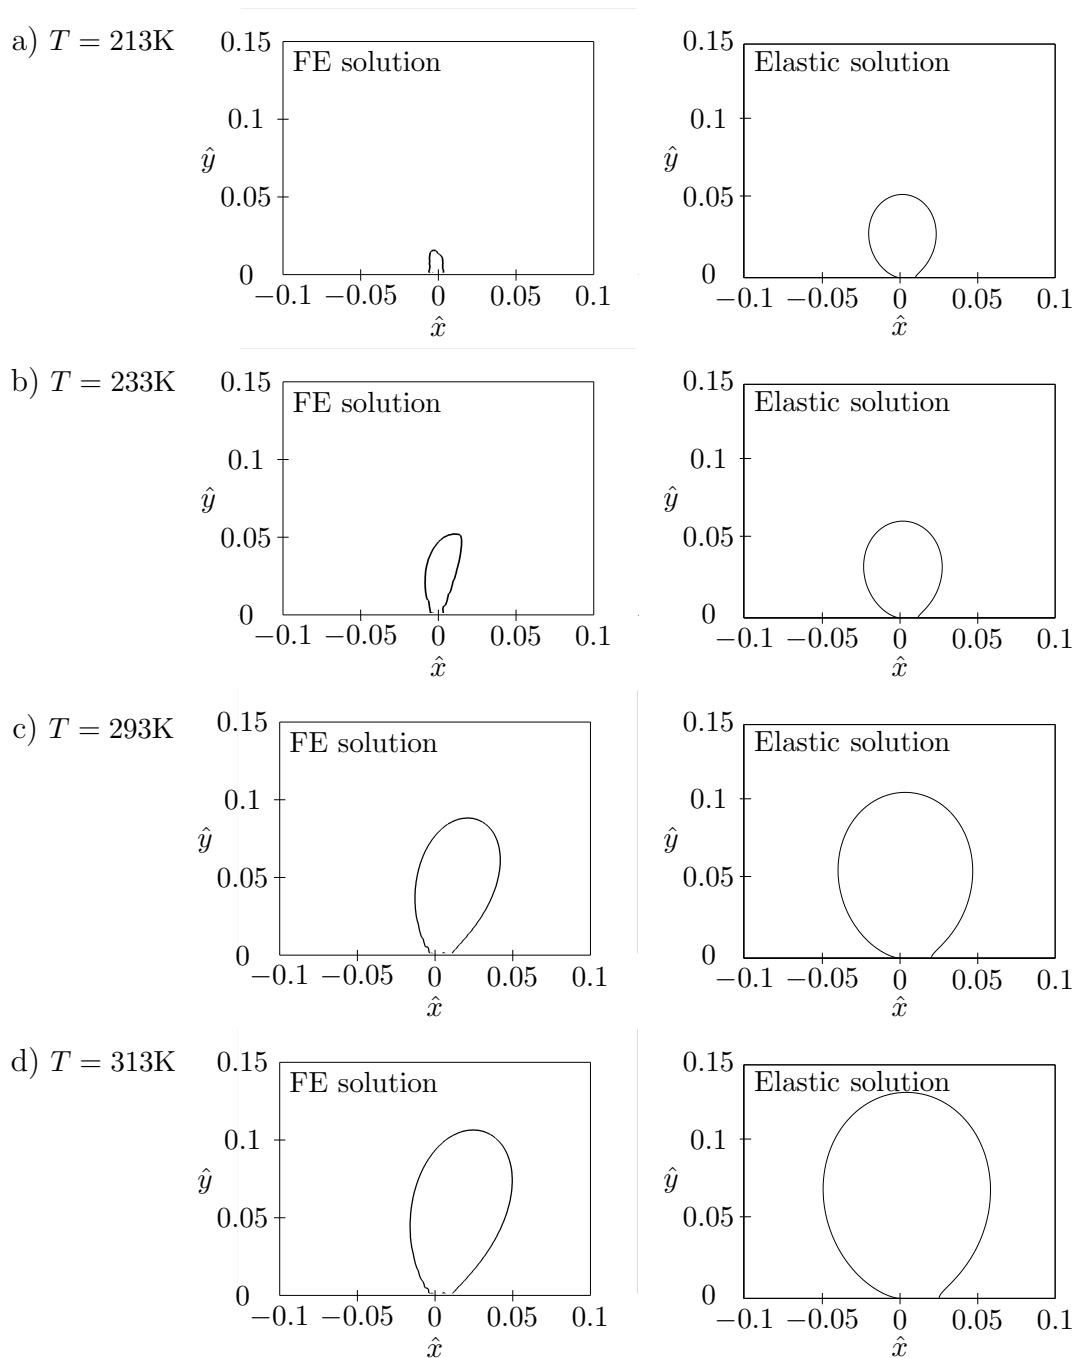 a) T = 213K
0.15
FE solution
0.1
ŷ
0.05
0
−0.1 −0.05 0 0.05 0.1
x̂
0.15
Elastic solution
0.1
ŷ
0.05
0
−0.1 −0.05 0 0.05 0.1
x̂
b) T = 233K
0.15
FE solution
0.1
ŷ
0.05
0
−0.1 −0.05 0 0.05 0.1
x̂
0.15
Elastic solution
0.1
ŷ
0.05
0
−0.1 −0.05 0 0.05 0.1
x̂
c) T = 293K
0.15
FE solution
0.1
ŷ
0.05
0
−0.1 −0.05 0 0.05 0.1
x̂
0.15
Elastic solution
0.1
ŷ
0.05
0
−0.1 −0.05 0 0.05 0.1
x̂
d) T = 313K
0.15
FE solution
0.1
ŷ
0.05
0
−0.1 −0.05 0 0.05 0.1
x̂
0.15
Elastic solution
0.1
ŷ
0.05
0
−0.1 −0.05 0 0.05 0.1
x̂